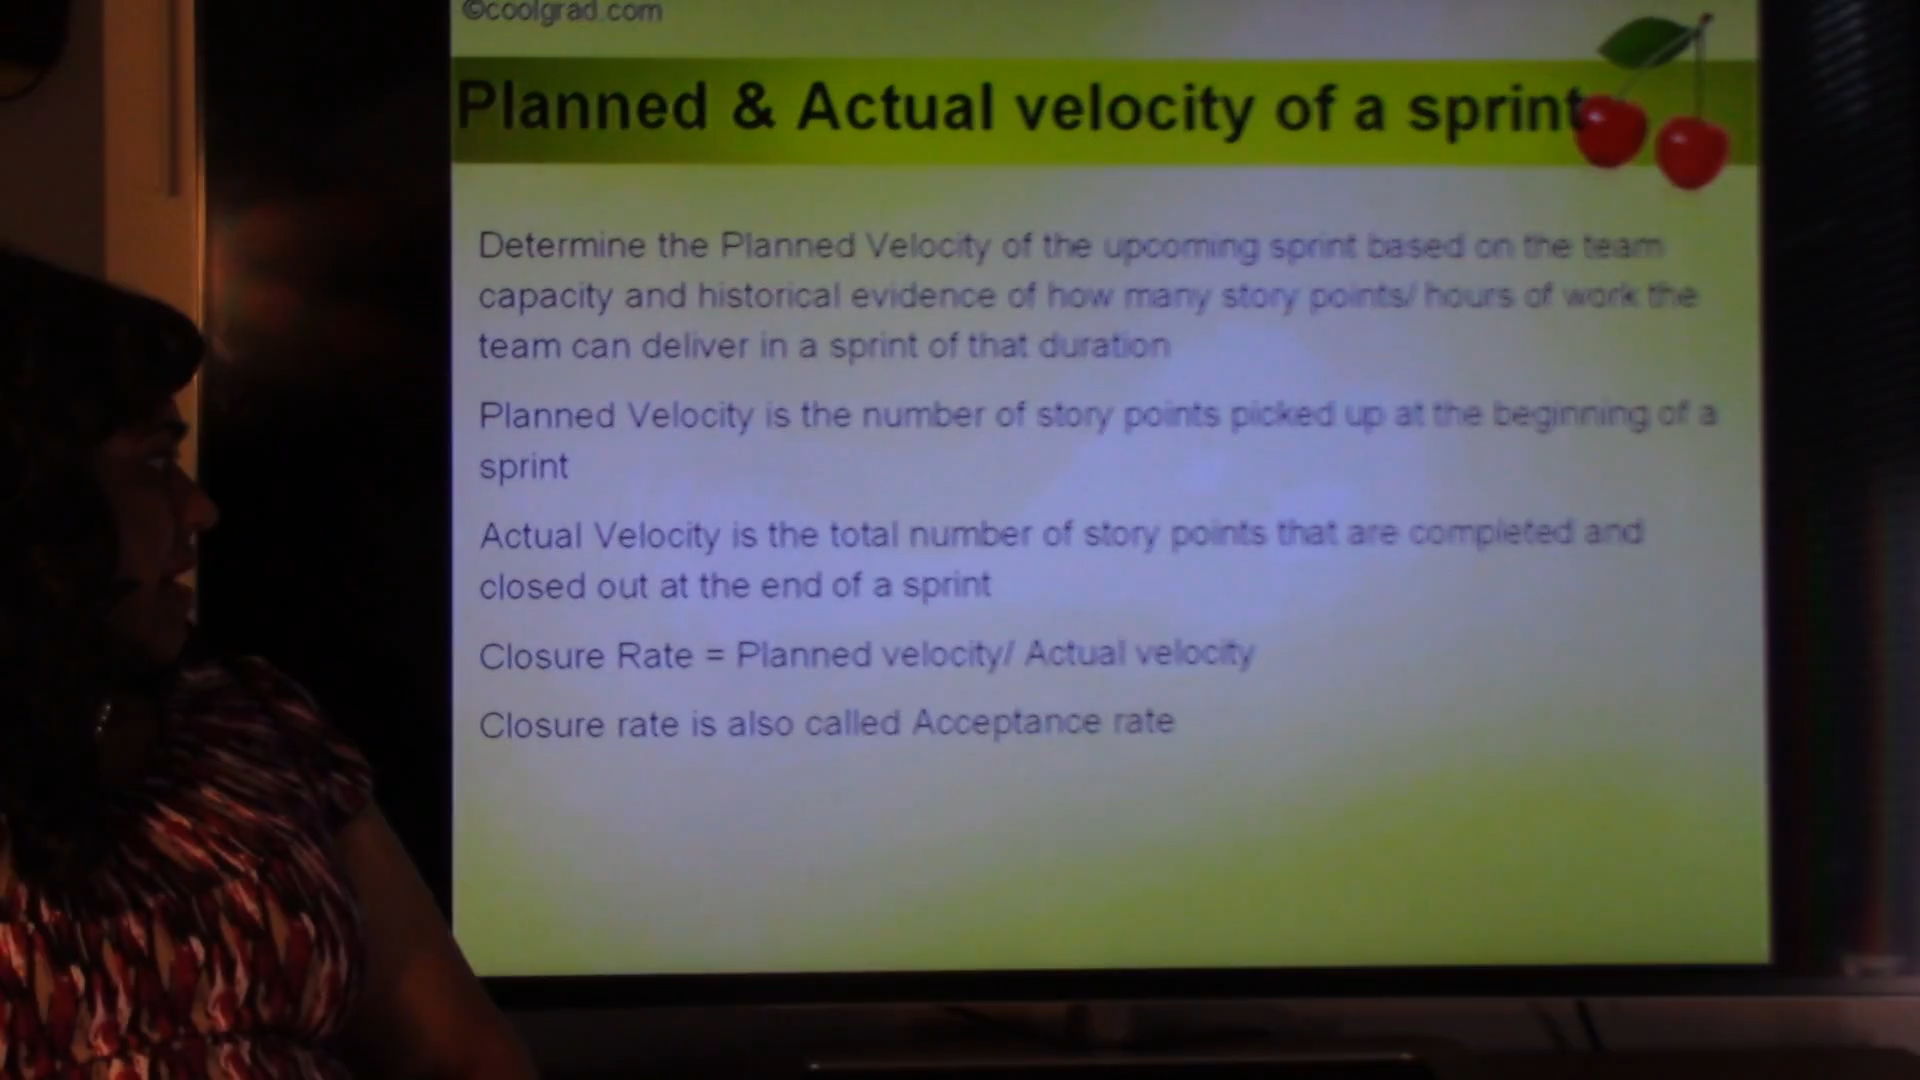 ©coolgrad.com
Planned & Actual velocity of a sprint
Determine the Planned Velocity of the upcoming sprint based on the team
capacity and historical evidence of how many story points/ hours of work the
team can deliver in a sprint of that duration
Planned Velocity is the number of story points picked up at the beginning of a
sprint
Actual Velocity is the total number of story points that are completed and
closed out at the end of a sprint
Closure Rate = Planned velocity/ Actual velocity
Closure rate is also called Acceptance rate